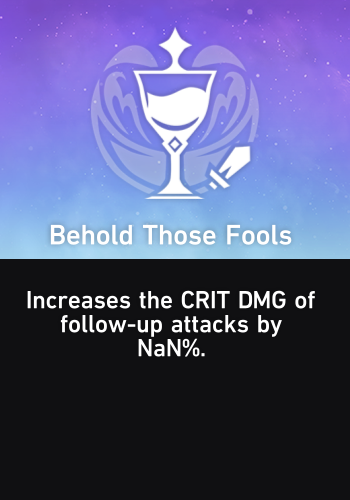 Behold Those Fools
Increases the CRIT DMG of
follow-up attacks by
NaN%.